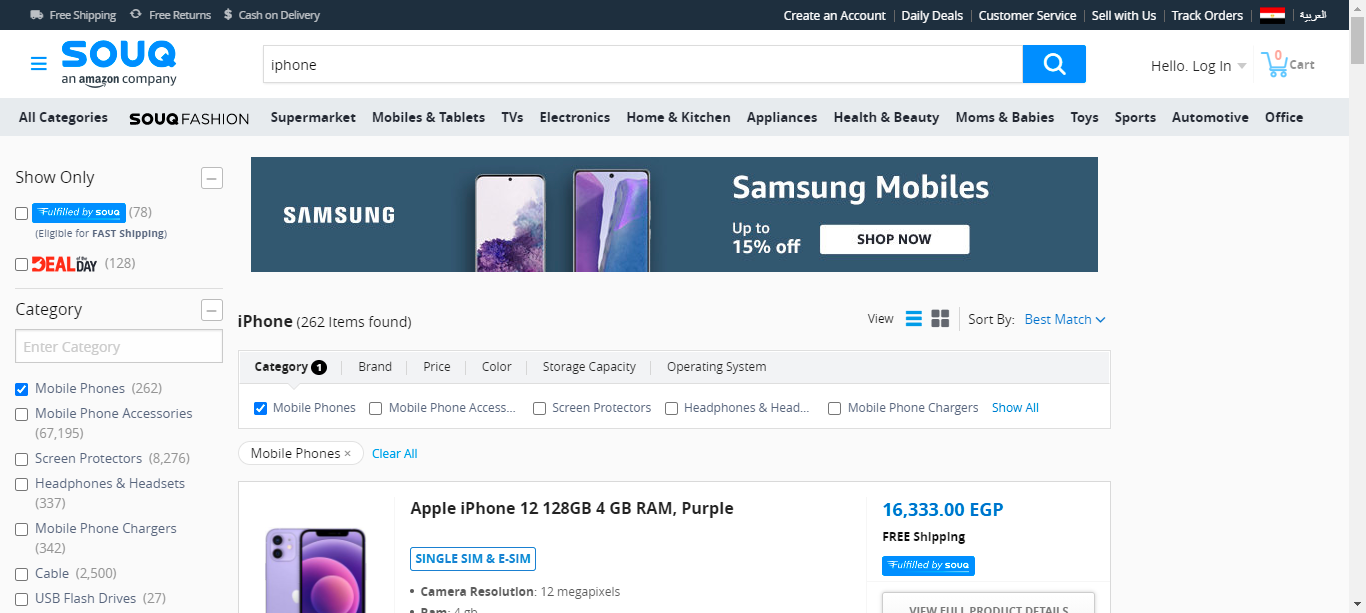 Free Shipping Free Returns $ Cash on Delivery Create an Account Daily Deals Customer Service Sell with Us Track Orders العربية
SOUQ
an amazon company
iphone
Hello. Log In 0 Cart
All Categories SOUQ FASHION Supermarket Mobiles & Tablets TVs Electronics Home & Kitchen Appliances Health & Beauty Moms & Babies Toys Sports Automotive Office
Show Only
Fulfilled by souq (78)
(Eligible for FAST Shipping)
DEAL of the DAY (128)
Category
Enter Category
Mobile Phones (262)
Mobile Phone Accessories
(67,195)
Screen Protectors (8,276)
Headphones & Headsets
(337)
Mobile Phone Chargers
(342)
Cable (2,500)
USB Flash Drives (27)
SAMSUNG
Samsung Mobiles
Up to
15% off
SHOP NOW
iPhone (262 Items found)
View Sort By: Best Match
Category 1 Brand Price Color Storage Capacity Operating System
Mobile Phones Mobile Phone Access... Screen Protectors Headphones & Head... Mobile Phone Chargers Show All
Mobile Phones × Clear All
Apple iPhone 12 128GB 4 GB RAM, Purple
SINGLE SIM & E-SIM
• Camera Resolution: 12 megapixels
• Ram: 4 gb
16,333.00 EGP
FREE Shipping
Fulfilled by souq
VIEW FULL PRODUCT DETAILS